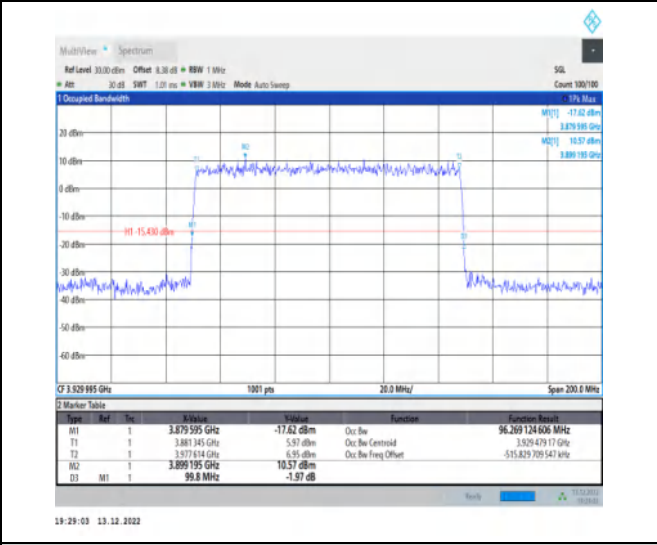 MultiView Spectrum
Ref Level 30.00 dBm Offset 8.38 dB RBW 1 MHz SGL
Att 30 dB SWT 1.01 ms VBW 3 MHz Mode Auto Sweep Count 100/100
1 Occupied Bandwidth 1Pk Max
M1[1] -17.62 dBm
3.879 595 GHz
20 dBm M2[1] 10.57 dBm
3.899 195 GHz
M2
T1 T2
10 dBm
0 dBm
-10 dBm
M1
H1 -15.430 dBm
D3
-20 dBm
-30 dBm
-40 dBm
-50 dBm
-60 dBm
CF 3.929 995 GHz 1001 pts 20.0 MHz/ Span 200.0 MHz
2 Marker Table
Type Ref Trc X-Value Y-Value Function Function Result
M1 1 3.879 595 GHz -17.62 dBm Occ Bw 96.269 124 606 MHz
T1 1 3.881 345 GHz 5.97 dBm Occ Bw Centroid 3.929 479 17 GHz
T2 1 3.977 614 GHz 6.95 dBm Occ Bw Freq Offset -515.829 709 547 kHz
M2 1 3.899 195 GHz 10.57 dBm
D3 M1 1 99.8 MHz -1.97 dB
Ready 13.12.2022
19:29:03 13.12.2022